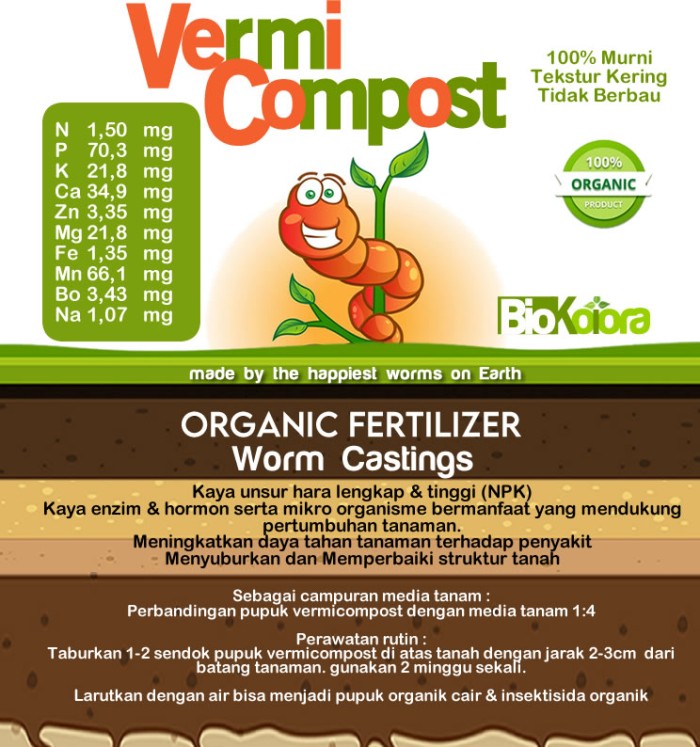 Vermi
Compost
100% Murni
Tekstur Kering
Tidak Berbau
N 1,50 mg
P 70,3 mg
K 21,8 mg
Ca 34,9 mg
Zn 3,35 mg
Mg 21,8 mg
Fe 1,35 mg
Mn 66,1 mg
Bo 3,43 mg
Na 1,07 mg
100%
ORGANIC
PRODUCT
BioKolora
made by the happiest worms on Earth
ORGANIC FERTILIZER
Worm Castings
Kaya unsur hara lengkap & tinggi (NPK)
Kaya enzim & hormon serta mikro organisme bermanfaat yang mendukung
pertumbuhan tanaman.
Meningkatkan daya tahan tanaman terhadap penyakit
Menyuburkan dan Memperbaiki struktur tanah
Sebagai campuran media tanam :
Perbandingan pupuk vermicompost dengan media tanam 1:4
Perawatan rutin :
Taburkan 1-2 sendok pupuk vermicompost di atas tanah dengan jarak 2-3cm dari
batang tanaman. gunakan 2 minggu sekali.
Larutkan dengan air bisa menjadi pupuk organik cair & insektisida organik